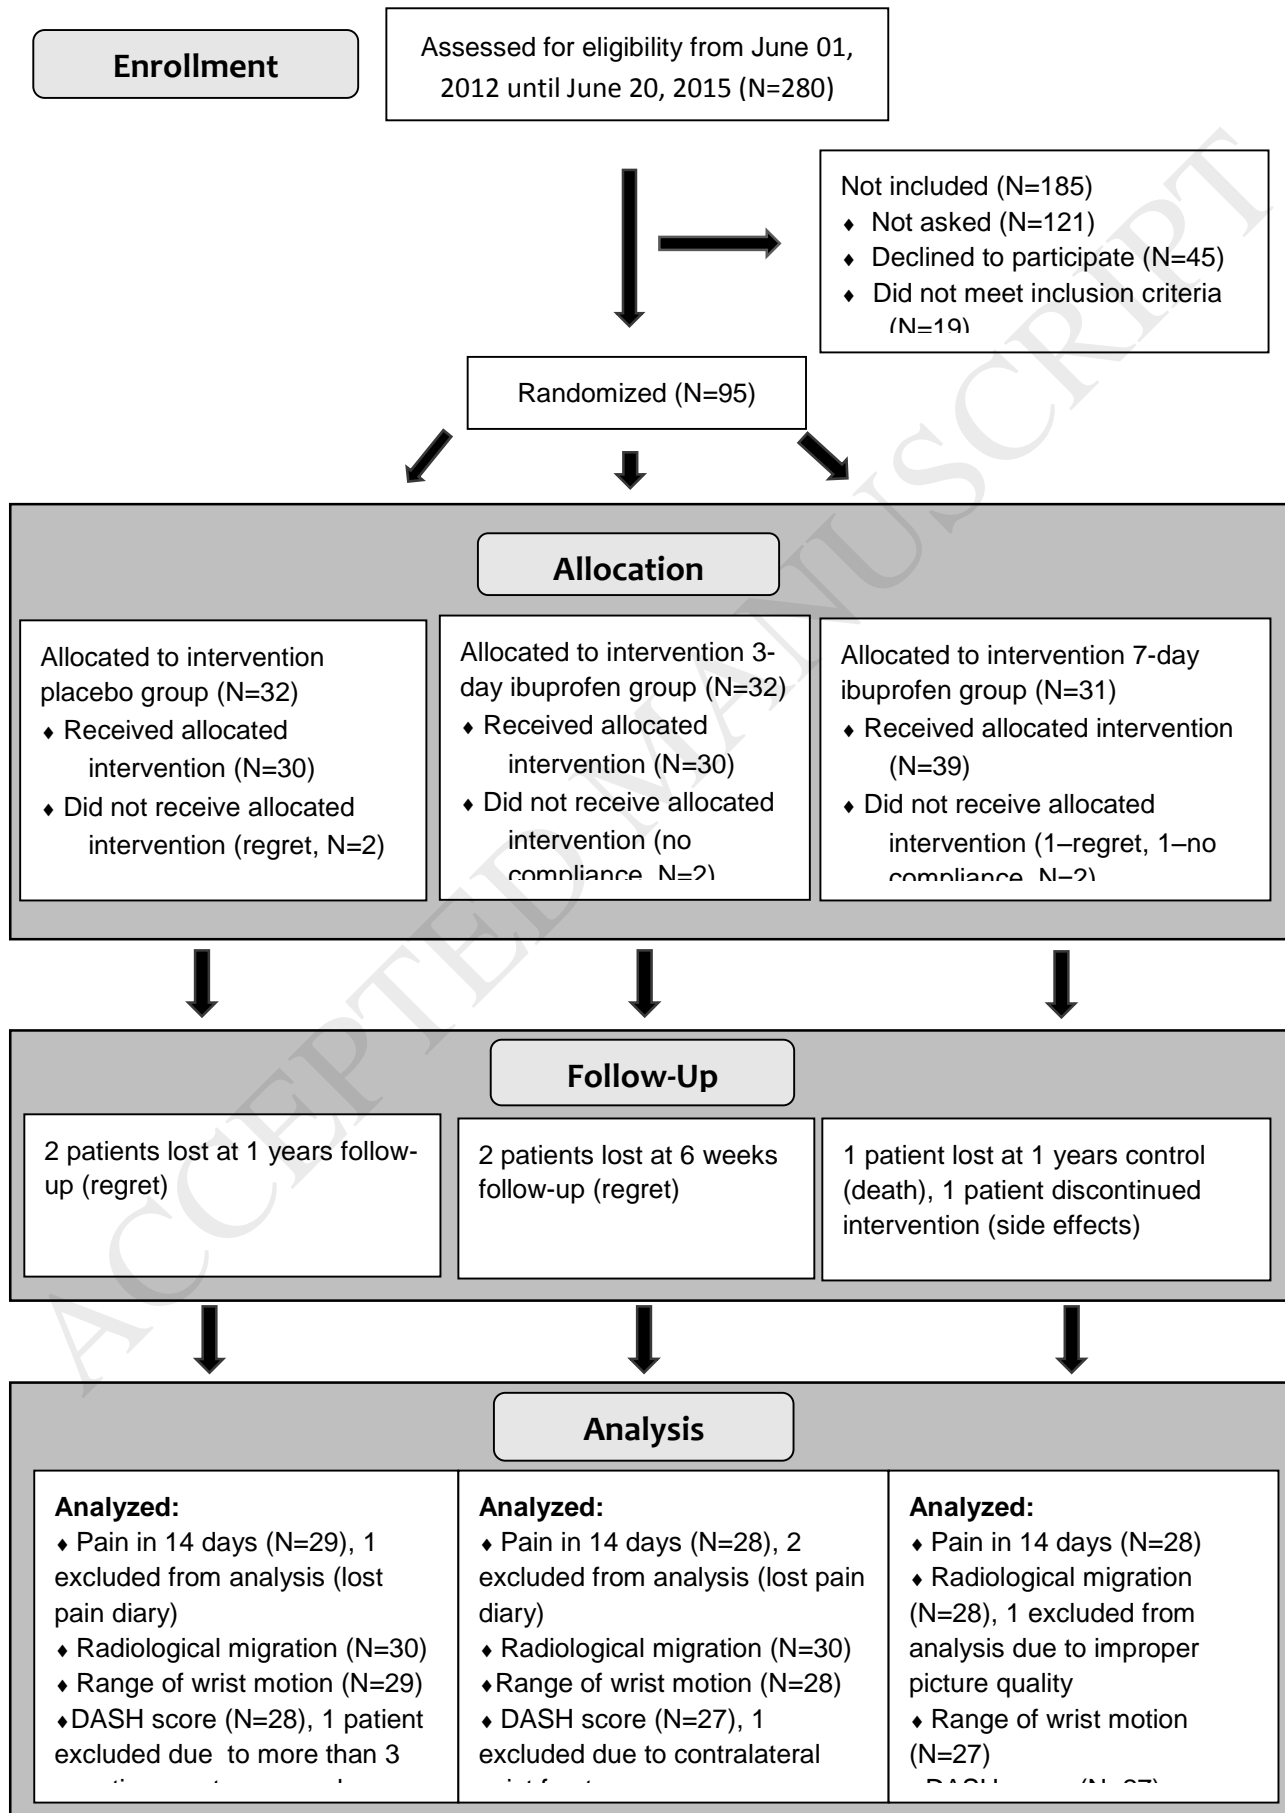 Enrollment
Assessed for eligibility from June 01,
2012 until June 20, 2015 (N=280)
Not included (N=185)
♦ Not asked (N=121)
♦ Declined to participate (N=45)
♦ Did not meet inclusion criteria
(N=19)
Randomized (N=95)
Allocation
Allocated to intervention
placebo group (N=32)
♦ Received allocated
intervention (N=30)
♦ Did not receive allocated
intervention (regret, N=2)
Allocated to intervention 3-
day ibuprofen group (N=32)
♦ Received allocated
intervention (N=30)
♦ Did not receive allocated
intervention (no
compliance, N=2)
Allocated to intervention 7-day
ibuprofen group (N=31)
♦ Received allocated intervention
(N=39)
♦ Did not receive allocated
intervention (1–regret, 1–no
compliance, N=2)
Follow-Up
2 patients lost at 1 years follow-
up (regret)
2 patients lost at 6 weeks
follow-up (regret)
1 patient lost at 1 years control
(death), 1 patient discontinued
intervention (side effects)
Analysis
Analyzed:
♦ Pain in 14 days (N=29), 1
excluded from analysis (lost
pain diary)
♦ Radiological migration (N=30)
♦ Range of wrist motion (N=29)
♦DASH score (N=28), 1 patient
excluded due to more than 3
Analyzed:
♦ Pain in 14 days (N=28), 2
excluded from analysis (lost pain
diary)
♦ Radiological migration (N=30)
♦Range of wrist motion (N=28)
♦ DASH score (N=27), 1
excluded due to contralateral
Analyzed:
♦ Pain in 14 days (N=28)
♦ Radiological migration
(N=28), 1 excluded from
analysis due to improper
picture quality
♦ Range of wrist motion
(N=27)
ACCEPTED MANUSCRIPT